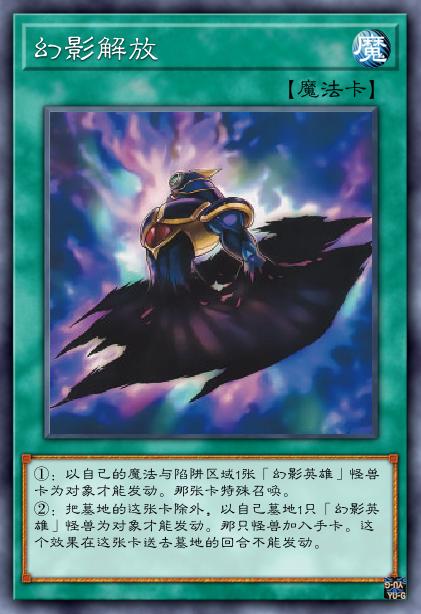 幻影解放
魔
【魔法卡】
①：以自己的魔法与陷阱区域1张「幻影英雄」怪兽
卡为对象才能发动。那张卡特殊召唤。
②：把墓地的这张卡除外，以自己墓地1只「幻影英
雄」怪兽为对象才能发动。那只怪兽加入手卡。这
个效果在这张卡送去墓地的回合不能发动。
YU-G